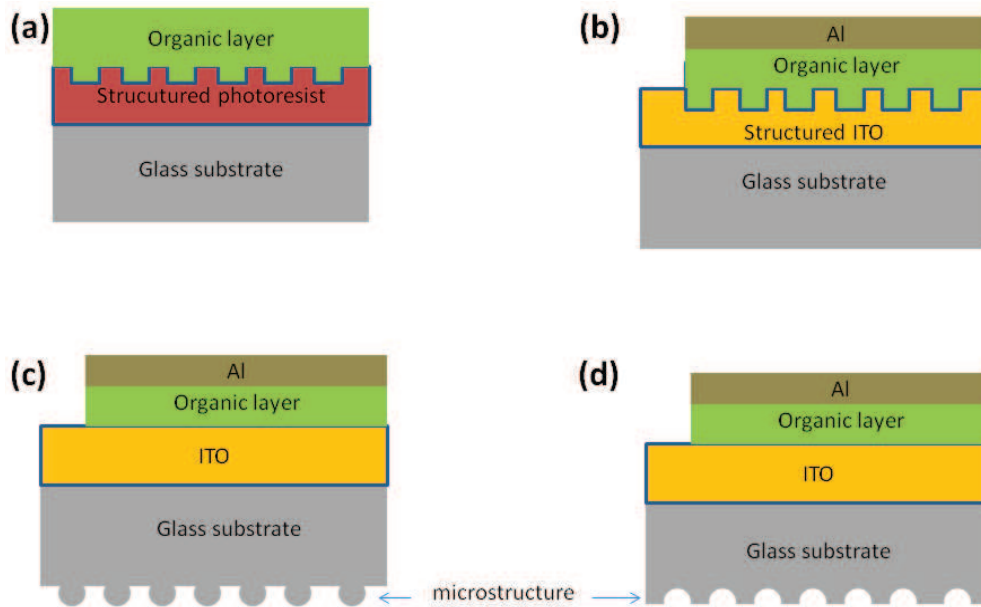 (a)
Organic layer
Strucutured photoresist
Glass substrate
(b)
Al
Organic layer
Structured ITO
Glass substrate
(c)
Al
Organic layer
ITO
Glass substrate
(d)
Al
Organic layer
ITO
Glass substrate
microstructure